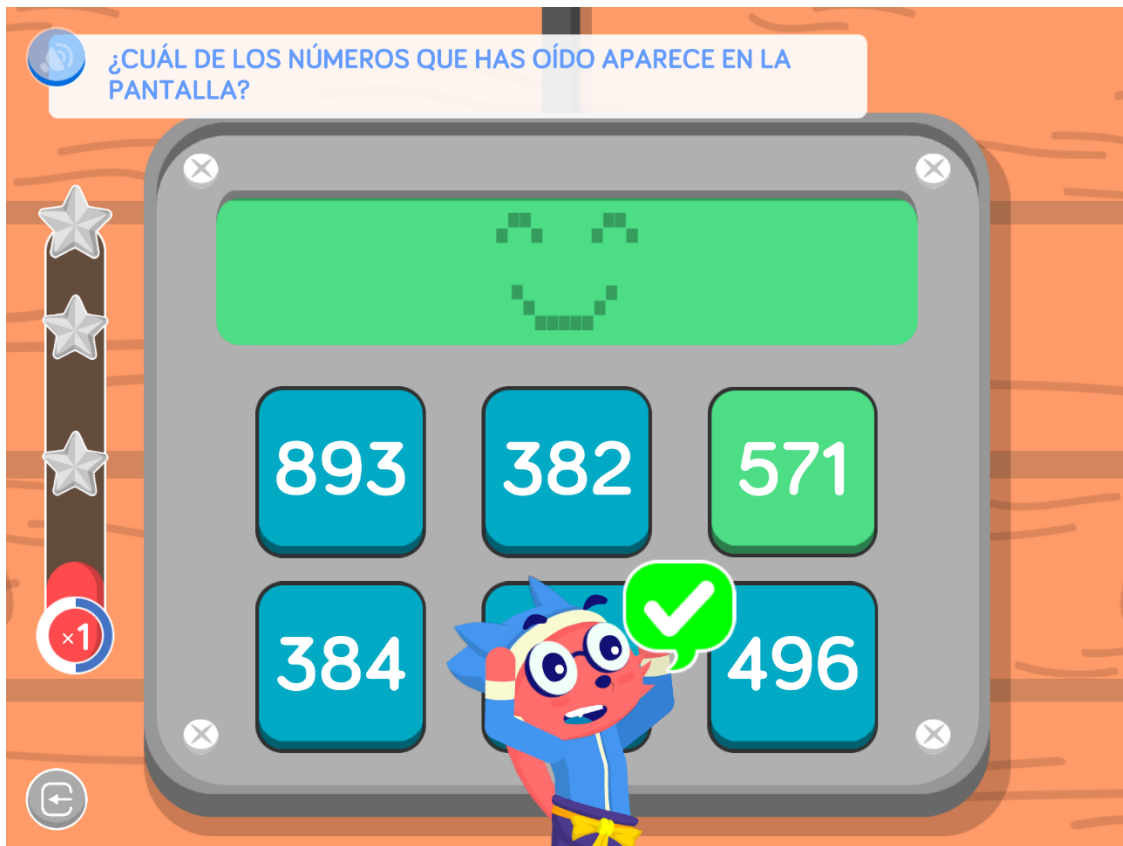 ¿CUÁL DE LOS NÚMEROS QUE HAS OÍDO APARECE EN LA
PANTALLA?
893 382 571
384 496
×1